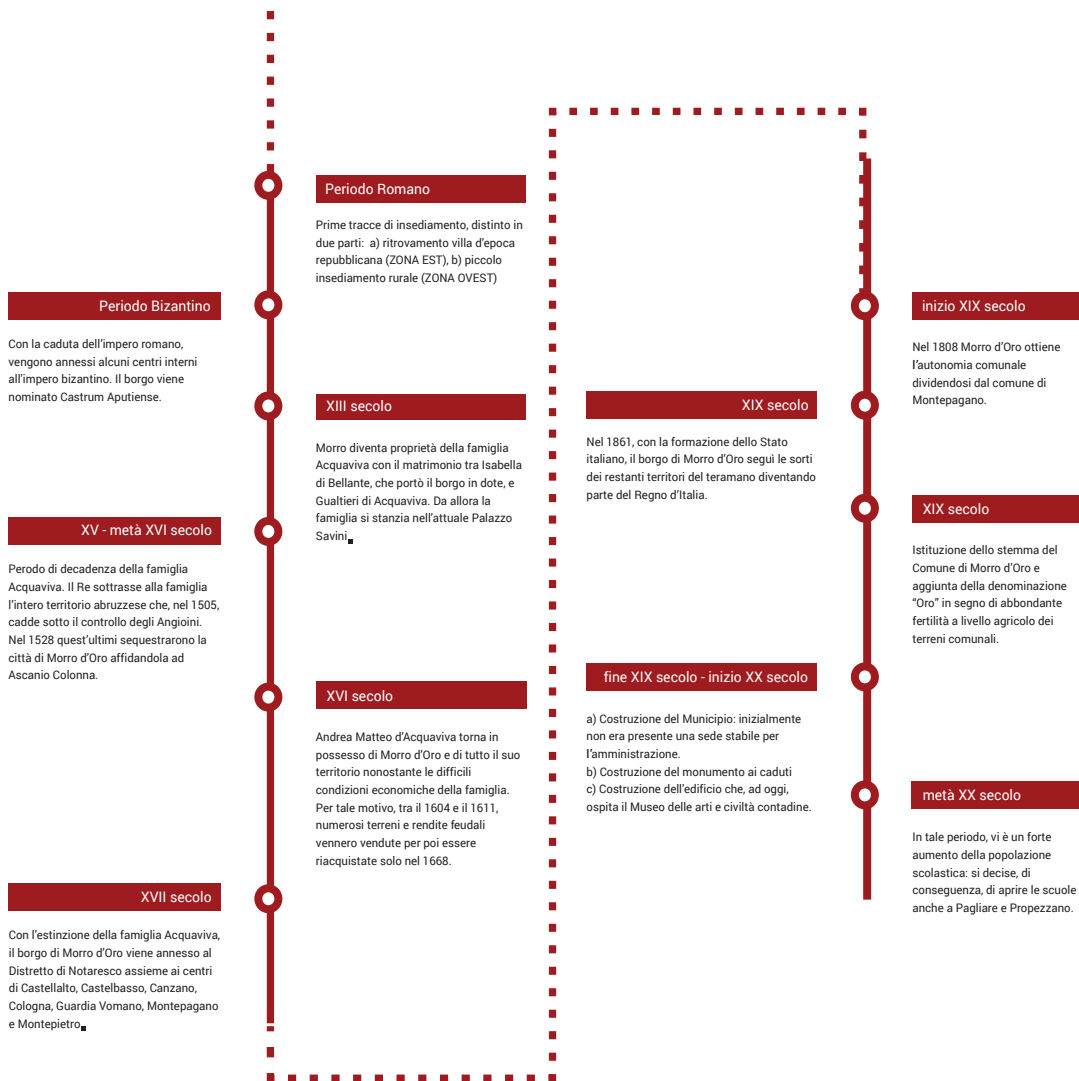 Periodo Romano
Prime tracce di insediamento, distinto in
due parti: a) ritrovamento villa d'epoca
repubblicana (ZONA EST), b) piccolo
insediamento rurale (ZONA OVEST)
Periodo Bizantino
Con la caduta dell'impero romano,
vengono annessi alcuni centri interni
all'impero bizantino. Il borgo viene
nominato Castrum Aputiense.
XIII secolo
Morro diventa proprietà della famiglia
Acquaviva con il matrimonio tra Isabella
di Bellante, che portò il borgo in dote, e
Gualtieri di Acquaviva. Da allora la
famiglia si stanzia nell'attuale Palazzo
Savini.
XV - metà XVI secolo
Perodo di decadenza della famiglia
Acquaviva. Il Re sottrasse alla famiglia
l'intero territorio abruzzese che, nel 1505,
cadde sotto il controllo degli Angioini.
Nel 1528 quest'ultimi sequestrarono la
città di Morro d'Oro affidandola ad
Ascanio Colonna.
XVI secolo
Andrea Matteo d'Acquaviva torna in
possesso di Morro d'Oro e di tutto il suo
territorio nonostante le difficili
condizioni economiche della famiglia.
Per tale motivo, tra il 1604 e il 1611,
numerosi terreni e rendite feudali
vennero vendute per poi essere
riacquistate solo nel 1668.
XVII secolo
Con l'estinzione della famiglia Acquaviva,
il borgo di Morro d'Oro viene annesso al
Distretto di Notaresco assieme ai centri
di Castellalto, Castelbasso, Canzano,
Cologna, Guardia Vomano, Montepagano
e Montepietro.
inizio XIX secolo
Nel 1808 Morro d'Oro ottiene
l'autonomia comunale
dividendosi dal comune di
Montepagano.
XIX secolo
Nel 1861, con la formazione dello Stato
italiano, il borgo di Morro d'Oro seguì le sorti
dei restanti territori del teramano diventando
parte del Regno d'Italia.
XIX secolo
Istituzione dello stemma del
Comune di Morro d'Oro e
aggiunta della denominazione
“Oro” in segno di abbondante
fertilità a livello agricolo dei
terreni comunali.
fine XIX secolo - inizio XX secolo
a) Costruzione del Municipio: inizialmente
non era presente una sede stabile per
l'amministrazione.
b) Costruzione del monumento ai caduti
c) Costruzione dell'edificio che, ad oggi,
ospita il Museo delle arti e civiltà contadine.
metà XX secolo
In tale periodo, vi è un forte
aumento della popolazione
scolastica: si decise, di
conseguenza, di aprire le scuole
anche a Pagliare e Propezzano.